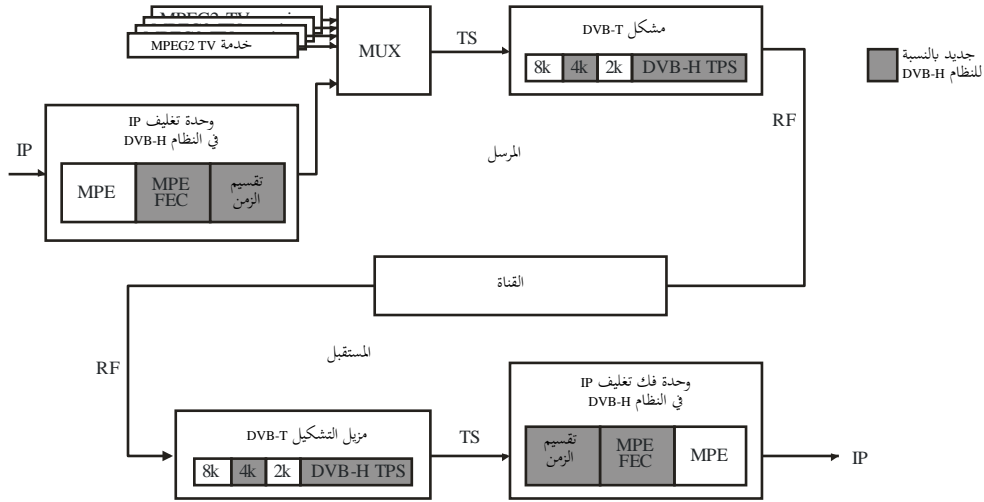 MPEG2 TV
خدمة MPEG2 TV
MUX
TS
مشكل DVB-T
8k
4k
2k
DVB-H TPS
جديد بالنسبة
للنظام DVB-H
RF
وحدة تغليف IP
في النظام DVB-H
IP
MPE
MPE
FEC
تقسيم
الزمن
المرسل
القناة
المستقبل
RF
مزيل التشكيل DVB-T
8k
4k
2k
DVB-H TPS
TS
وحدة فك تغليف IP
في النظام DVB-H
تقسيم
الزمن
MPE
FEC
MPE
IP